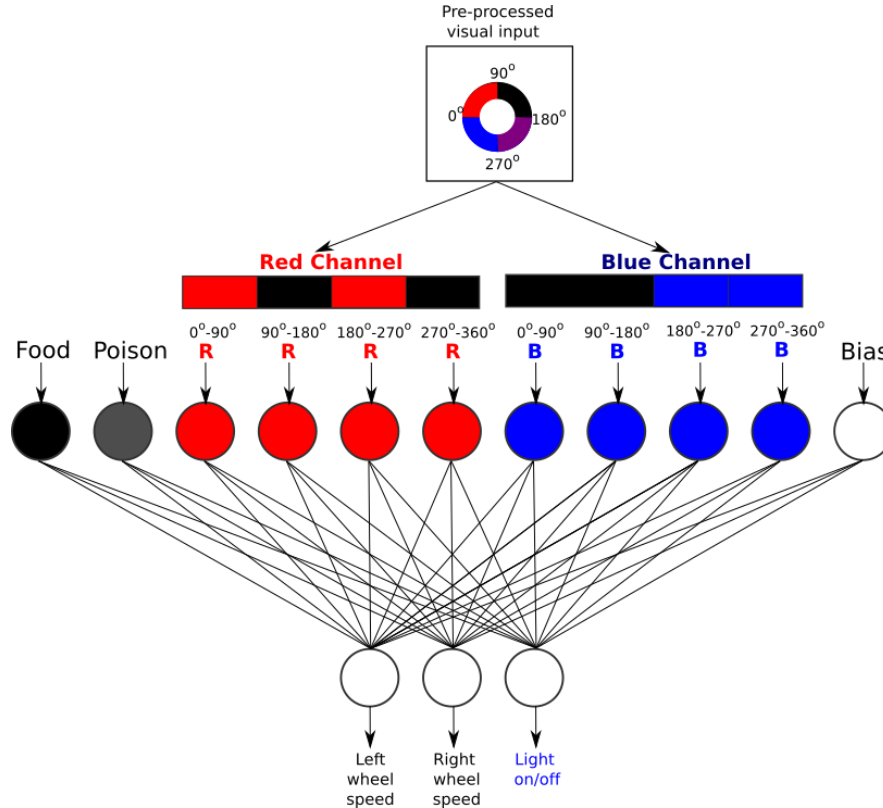 Pre-processed
visual input
90°
0°
180°
270°
Red Channel
Blue Channel
0°-90°
90°-180°
180°-270°
270°-360°
0°-90°
90°-180°
180°-270°
270°-360°
Food
Poison
R
R
R
R
B
B
B
B
Bias
Left
wheel
speed
Right
wheel
speed
Light
on/off